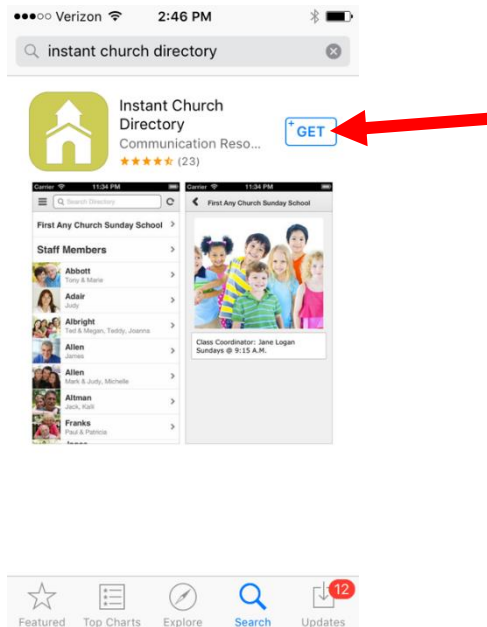 Verizon 2:46 PM
instant church directory
Instant Church
Directory
Communication Reso...
(23)
+ GET
Carrier 11:34 PM
Search Directory
First Any Church Sunday School
Staff Members
Abbott
Tony & Marie
Adair
Judy
Albright
Ted & Megan, Teddy, Joanna
Allen
James
Allen
Mark & Judy, Michelle
Altman
Jack, Kalli
Franks
Paul & Patricia
Carrier 11:34 PM
First Any Church Sunday School
Class Coordinator: Jane Logan
Sundays @ 9:15 A.M.
12
Featured Top Charts Explore Search Updates